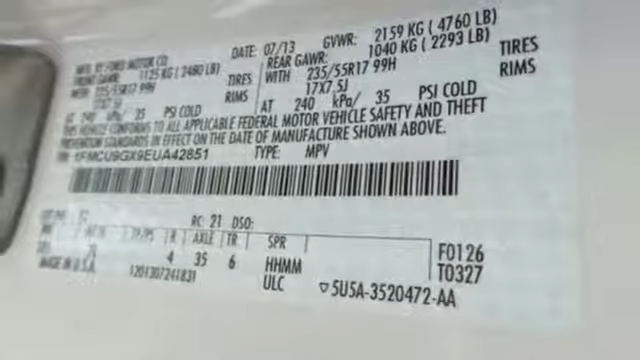 MFD. BY FORD MOTOR CO.
DATE: 07/13 GVWR: 2159 KG ( 4760 LB)
FRONT GAWR: 1125 KG ( 2480 LB)
REAR GAWR: 1040 KG ( 2293 LB)
WITH 235/55R17 99H TIRES
WITH 235/55R17 99H TIRES
17X7.5J RIMS
17X7.5J RIMS
AT 240 kPa/ 35 PSI COLD
AT 240 kPa/ 35 PSI COLD
THIS VEHICLE CONFORMS TO ALL APPLICABLE FEDERAL MOTOR VEHICLE SAFETY AND THEFT
PREVENTION STANDARDS IN EFFECT ON THE DATE OF MANUFACTURE SHOWN ABOVE.
1FMCU9GX9EUA42851 TYPE: MPV
RC: 21 DSO:
R AXLE TR SPR
4 35 6 HHMM
F0126
T0327
MADE IN U.S.A. 1201307241831 ULC ▽5U5A-3520472-AA